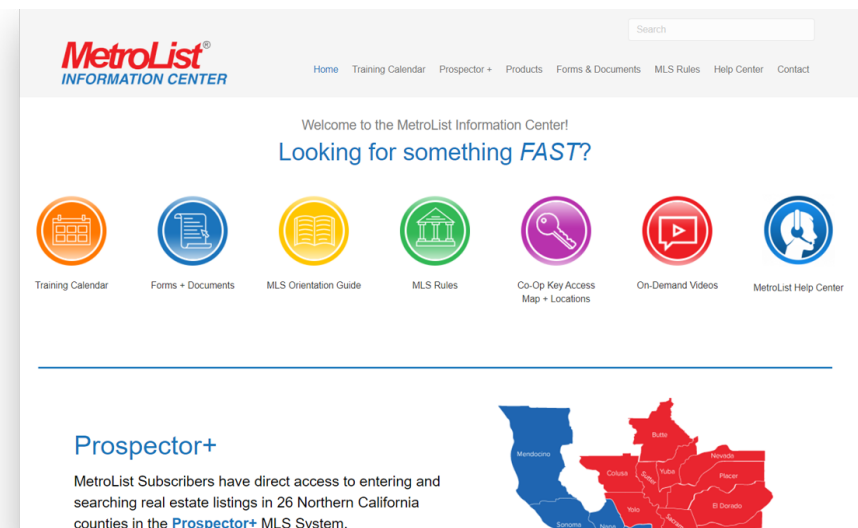 Search
MetroList®
INFORMATION CENTER
Home Training Calendar Prospector + Products Forms & Documents MLS Rules Help Center Contact
Welcome to the MetroList Information Center!
Looking for something FAST?
Training Calendar
Forms + Documents
MLS Orientation Guide
MLS Rules
Co-Op Key Access
Map + Locations
On-Demand Videos
MetroList Help Center
Prospector+
MetroList Subscribers have direct access to entering and
searching real estate listings in 26 Northern California
counties in the Prospector+ MLS System.
Butte
Mendocino
Nevada
Colusa
Sutter
Yuba
Placer
Yolo
El Dorado
Sonoma
Napa